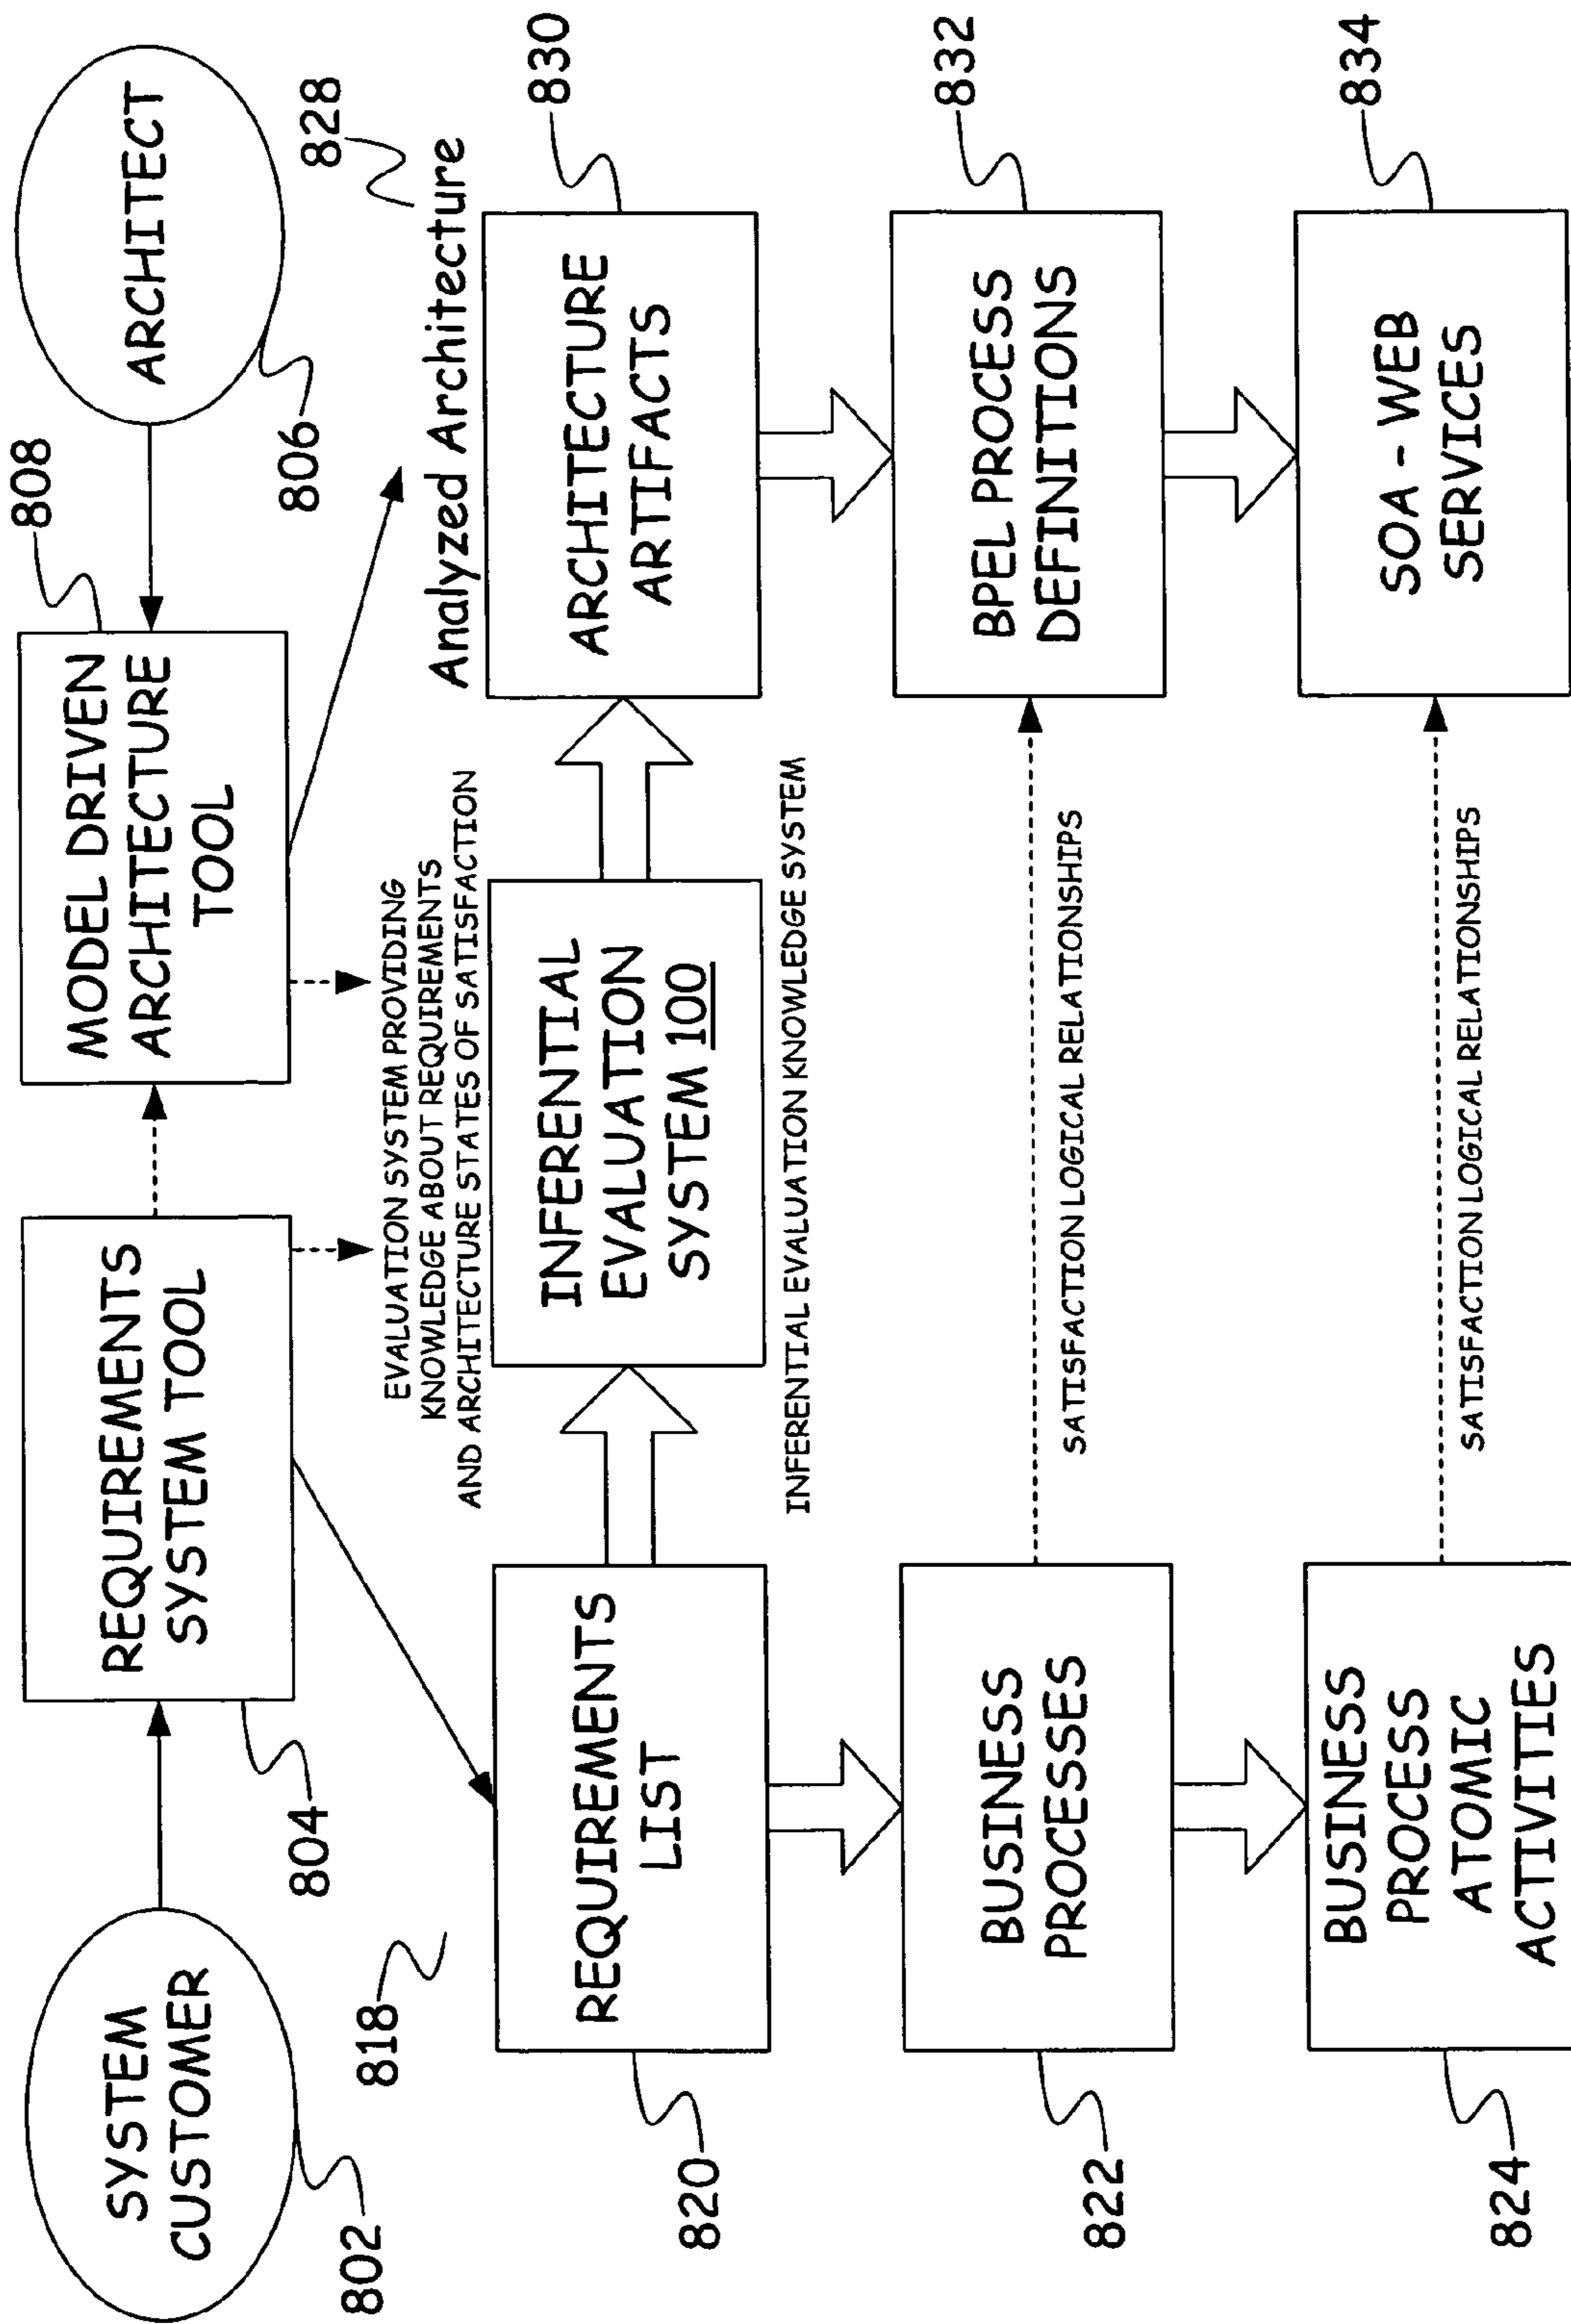 SYSTEM
CUSTOMER
802
REQUIREMENTS
SYSTEM TOOL
804
MODEL DRIVEN
ARCHITECTURE
TOOL
808
ARCHITECT
806
818
EVALUATION SYSTEM PROVIDING
KNOWLEDGE ABOUT REQUIREMENTS
AND ARCHITECTURE STATES OF SATISFACTION
Analyzed Architecture
828
REQUIREMENTS
LIST
820
INFERENTIAL
EVALUATION
SYSTEM 100
INFERENTIAL EVALUATION KNOWLEDGE SYSTEM
ARCHITECTURE
ARTIFACTS
830
BUSINESS
PROCESSES
822
SATISFACTION LOGICAL RELATIONSHIPS
BPEL PROCESS
DEFINITIONS
832
BUSINESS
PROCESS
ATOMIC
ACTIVITIES
824
SATISFACTION LOGICAL RELATIONSHIPS
SOA - WEB
SERVICES
834